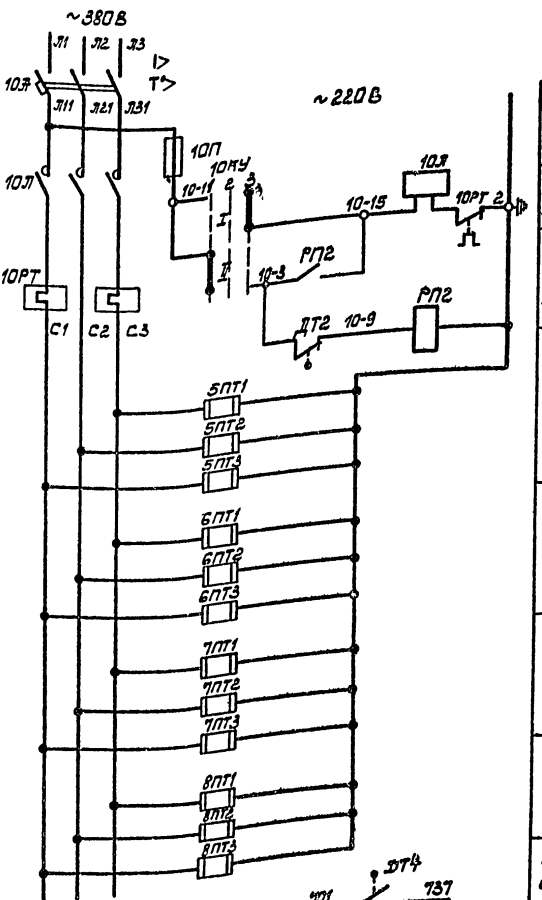 ~380В
Л1 Л2 Л3
I>
T°>
10А
Л11 Л21 Л31
~220В
10П
10КУ
10Л
10-11
2
3
10-15
10РТ 2
10Л
I
РП2
II
10-3
10РТ
РП2
С1 С2 С3
ДТ2
10-9
5ПТ1
5ПТ2
5ПТ3
6ПТ1
6ПТ2
6ПТ3
7ПТ1
7ПТ2
7ПТ3
8ПТ1
8ПТ2
8ПТ3
ДТ4
737